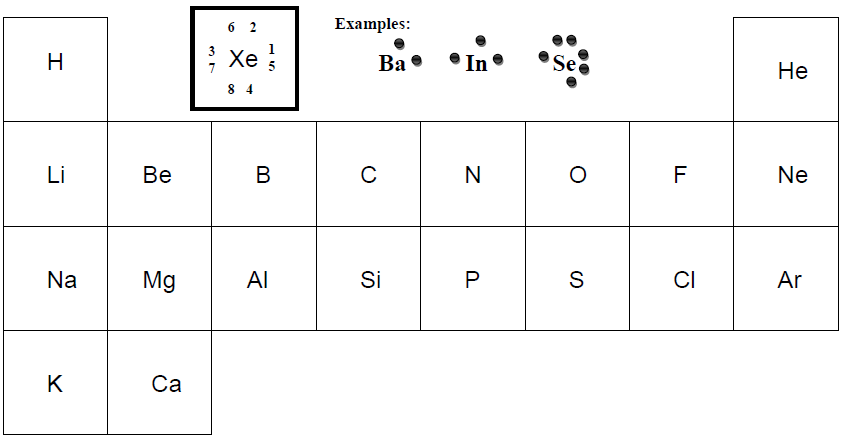 Examples:
6 2
3 Xe 1
7 5
8 4
Ba In Se
H He
Li Be B C N O F Ne
Na Mg Al Si P S Cl Ar
K Ca